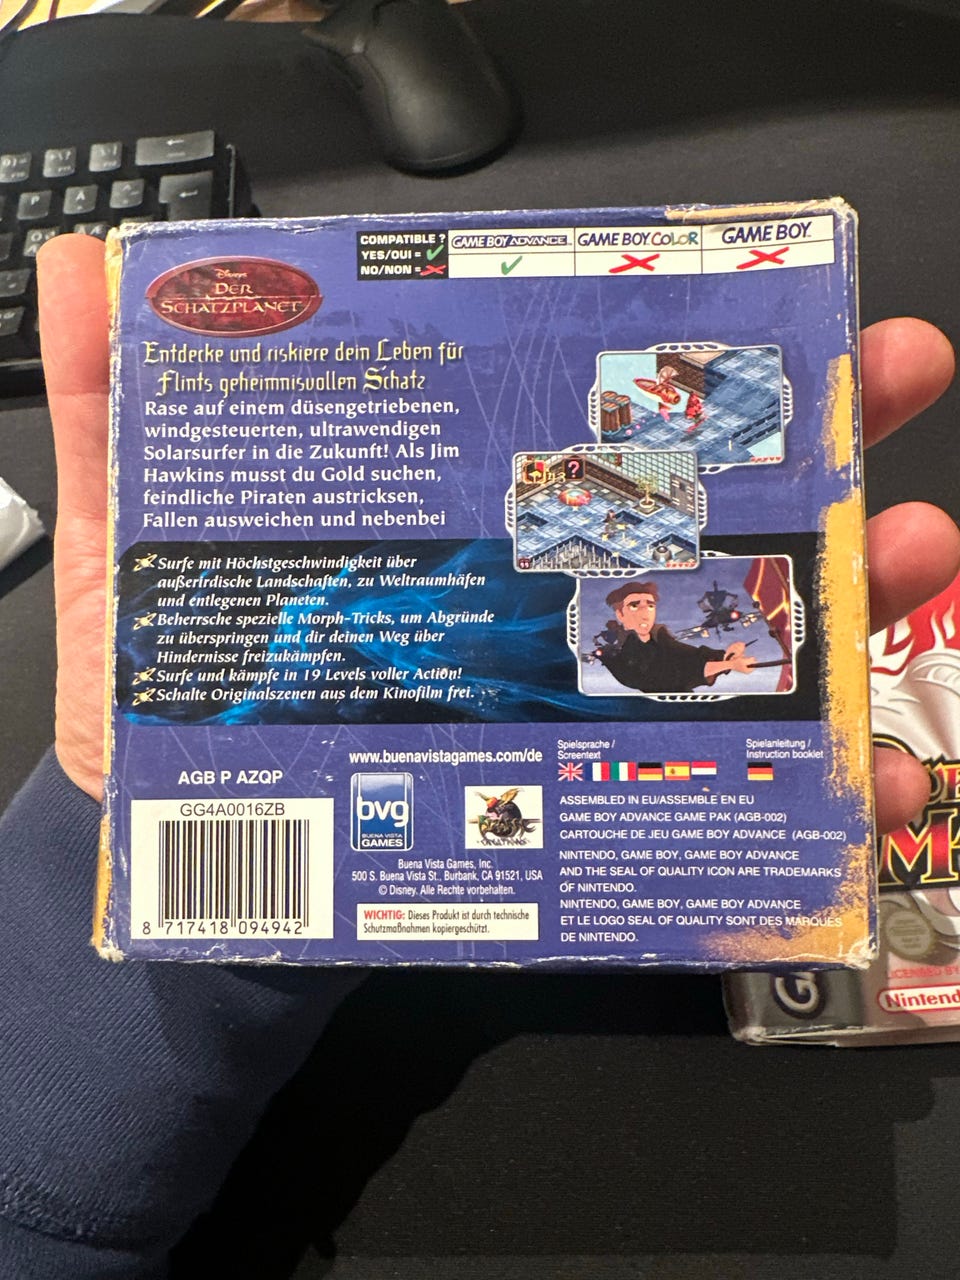 COMPATIBLE ?
YES/OUI =
NO/NON =
GAME BOY ADVANCE
GAME BOY COLOR
GAME BOY
Disneys
DER
SCHATZPLANET
Entdecke und riskiere dein Leben für
Flints geheimnisvollen Schatz
Rase auf einem düsengetriebenen,
windgesteuerten, ultrawendigen
Solarsurfer in die Zukunft! Als Jim
Hawkins musst du Gold suchen,
feindliche Piraten austricksen,
Fallen ausweichen und nebenbei
Surfe mit Höchstgeschwindigkeit über
außerirdische Landschaften, zu Weltraumhäfen
und entlegenen Planeten.
Beherrsche spezielle Morph-Tricks, um Abgründe
zu überspringen und dir deinen Weg über
Hindernisse freizukämpfen.
Surfe und kämpfe in 19 Levels voller Action!
Schalte Originalszenen aus dem Kinofilm frei.
www.buenavistagames.com/de
Spielsprache /
Screentext
Spielanleitung /
Instruction booklet
AGB P AZQP
GG4A0016ZB
8 717418 094942
bvg
BUENA VISTA
GAMES
Buena Vista Games, Inc.
500 S. Buena Vista St., Burbank, CA 91521, USA
© Disney. Alle Rechte vorbehalten.
WICHTIG: Dieses Produkt ist durch technische
Schutzmaßnahmen kopiergeschützt.
ASSEMBLED IN EU/ASSEMBLE EN EU
GAME BOY ADVANCE GAME PAK (AGB-002)
CARTOUCHE DE JEU GAME BOY ADVANCE (AGB-002)
NINTENDO, GAME BOY, GAME BOY ADVANCE
AND THE SEAL OF QUALITY ICON ARE TRADEMARKS
OF NINTENDO.
NINTENDO, GAME BOY, GAME BOY ADVANCE
ET LE LOGO SEAL OF QUALITY SONT DES MARQUES
DE NINTENDO.
LICENSED BY
Nintend